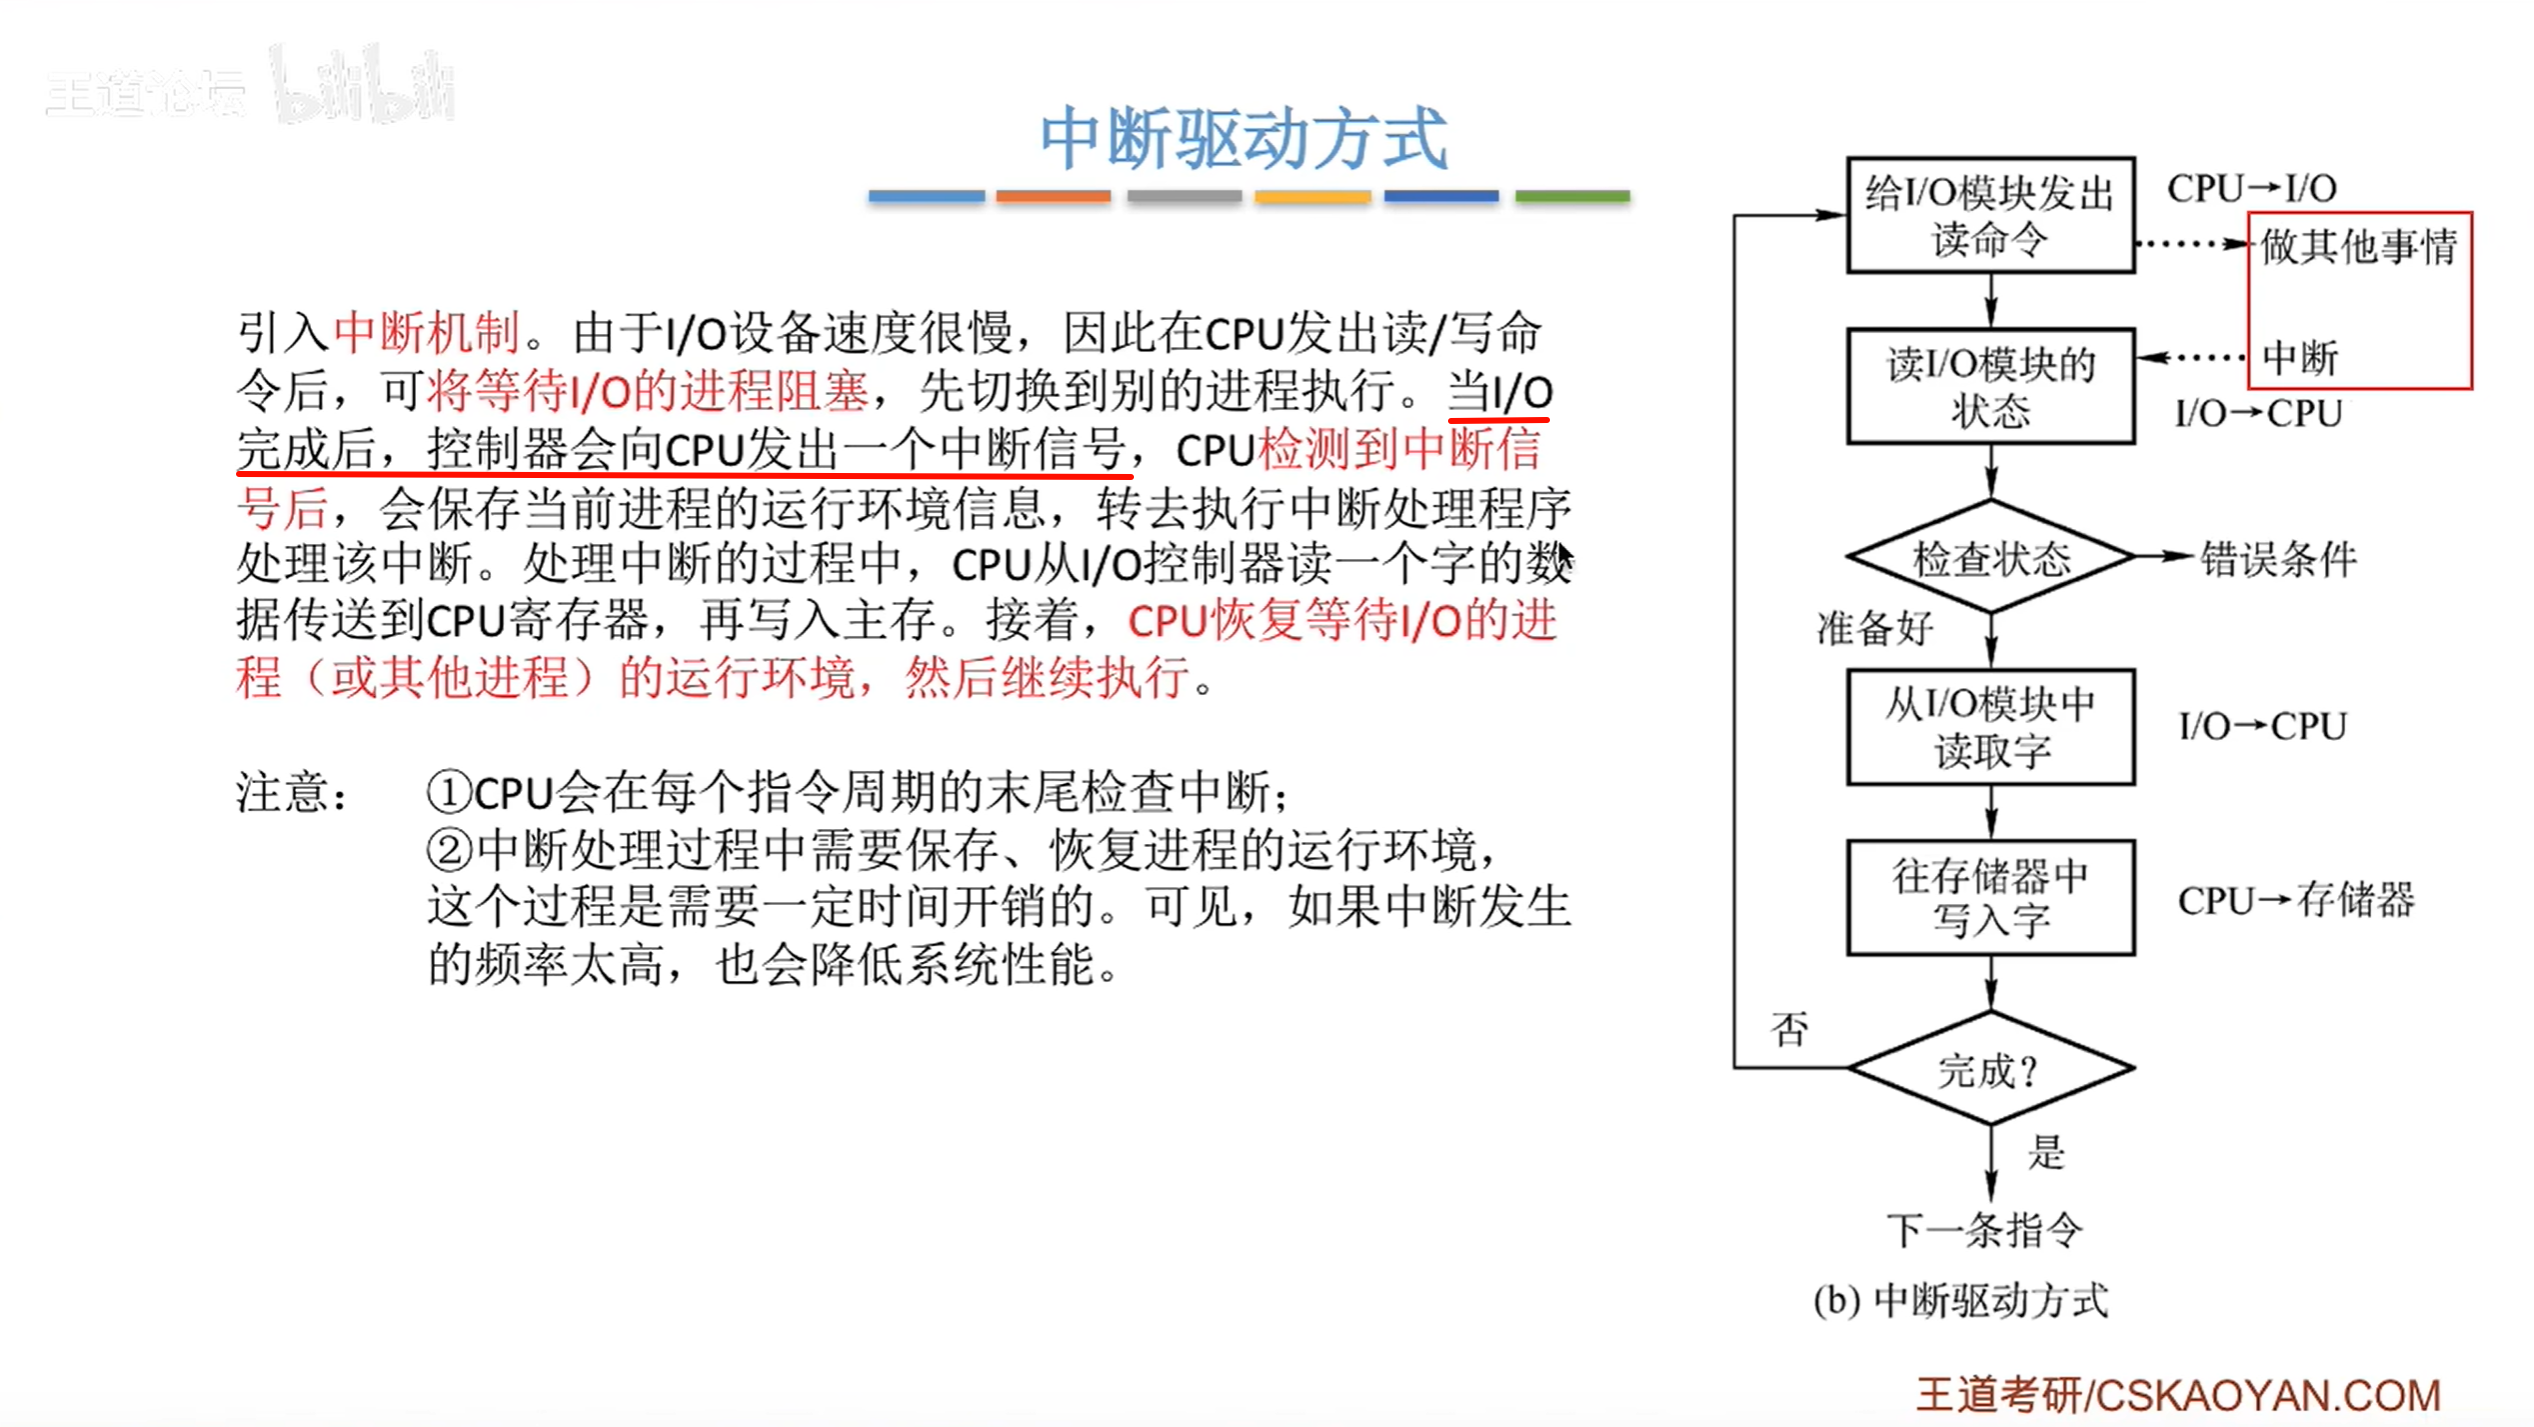 王道论坛 bilibili
中断驱动方式
引入中断机制。由于I/O设备速度很慢，因此在CPU发出读/写命
令后，可将等待I/O的进程阻塞，先切换到别的进程执行。当I/O
完成后，控制器会向CPU发出一个中断信号，CPU检测到中断信
号后，会保存当前进程的运行环境信息，转去执行中断处理程序
处理该中断。处理中断的过程中，CPU从I/O控制器读一个字的数
据传送到CPU寄存器，再写入主存。接着，CPU恢复等待I/O的进
程（或其他进程）的运行环境，然后继续执行。
注意： ①CPU会在每个指令周期的末尾检查中断；
②中断处理过程中需要保存、恢复进程的运行环境，
这个过程是需要一定时间开销的。可见，如果中断发生
的频率太高，也会降低系统性能。
给I/O模块发出
读命令
CPU→I/O
做其他事情
读I/O模块的
状态
中断
I/O→CPU
检查状态
错误条件
准备好
从I/O模块中
读取字
I/O→CPU
往存储器中
写入字
CPU→存储器
否
完成?
是
下一条指令
(b) 中断驱动方式
王道考研/CSKAOYAN.COM